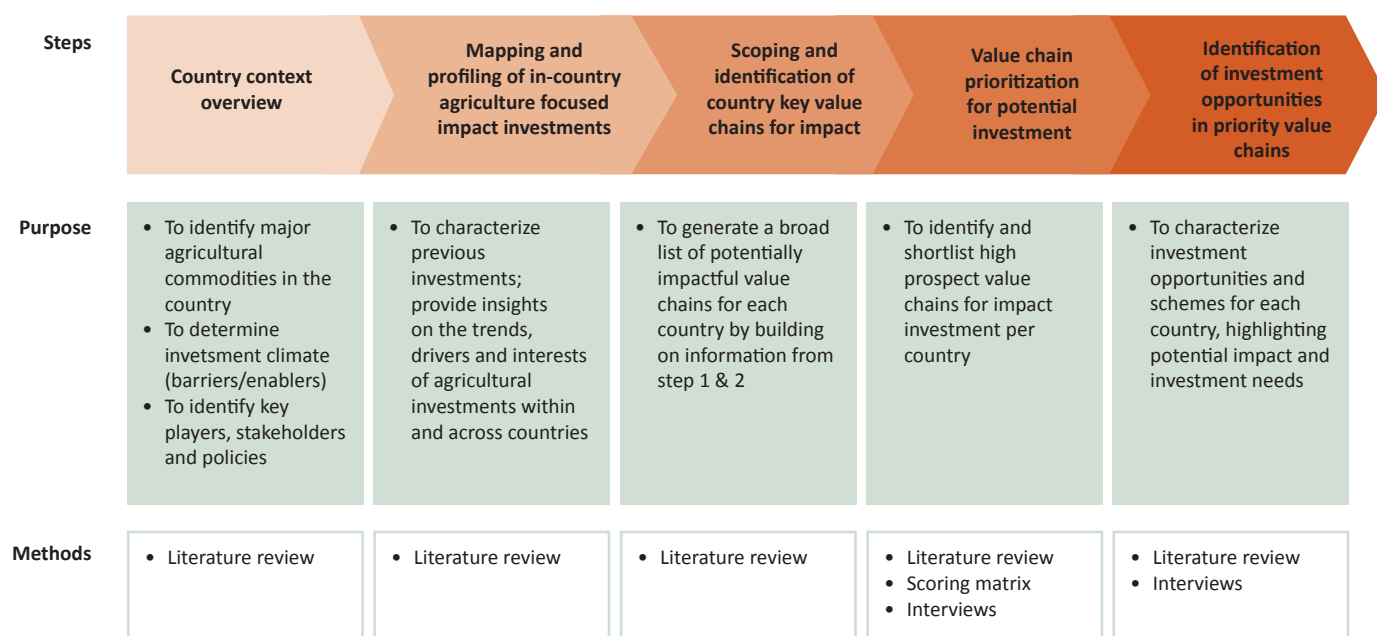 Steps
Country context
overview
Mapping and
profiling of in-country
agriculture focused
impact investments
Scoping and
identification of
country key value
chains for impact
Value chain
prioritization
for potential
investment
Identification
of investment
opportunities
in priority value
chains
Purpose
• To identify major
agricultural
commodities in the
country
• To determine
invetsment climate
(barriers/enablers)
• To identify key
players, stakeholders
and policies
• To characterize
previous
investments;
provide insights
on the trends,
drivers and interests
of agricultural
investments within
and across countries
• To generate a broad
list of potentially
impactful value
chains for each
country by building
on information from
step 1 & 2
• To identify and
shortlist high
prospect value
chains for impact
investment per
country
• To characterize
investment
opportunities and
schemes for each
country, highlighting
potential impact and
investment needs
Methods
• Literature review
• Literature review
• Literature review
• Literature review
• Scoring matrix
• Interviews
• Literature review
• Interviews